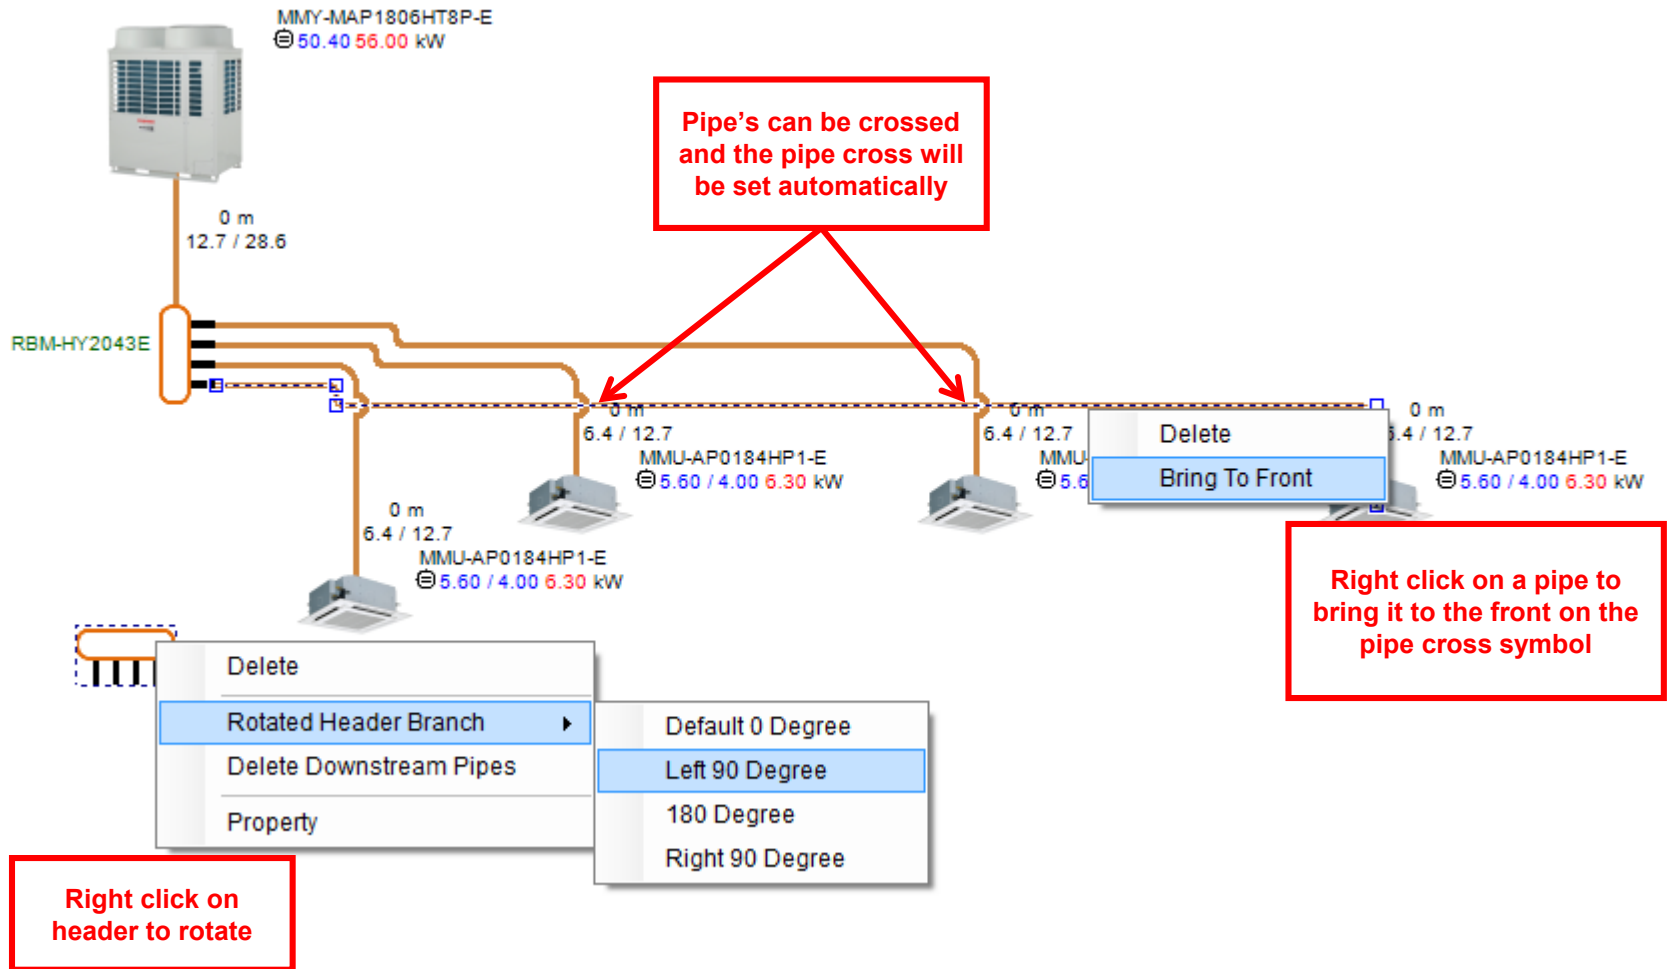 MMY-MAP1806HT8P-E
50.40 56.00 kW
Pipe's can be crossed
and the pipe cross will
be set automatically
0 m
12.7 / 28.6
RBM-HY2043E
0 m
6.4 / 12.7
MMU-AP0184HP1-E
5.60 / 4.00 6.30 kW
0 m
6.4 / 12.7
MMU-
5.6
Delete
Bring To Front
0 m
5.4 / 12.7
MMU-AP0184HP1-E
5.60 / 4.00 6.30 kW
0 m
6.4 / 12.7
MMU-AP0184HP1-E
5.60 / 4.00 6.30 kW
Right click on a pipe to
bring it to the front on the
pipe cross symbol
Delete
Rotated Header Branch
Delete Downstream Pipes
Property
Default 0 Degree
Left 90 Degree
180 Degree
Right 90 Degree
Right click on
header to rotate